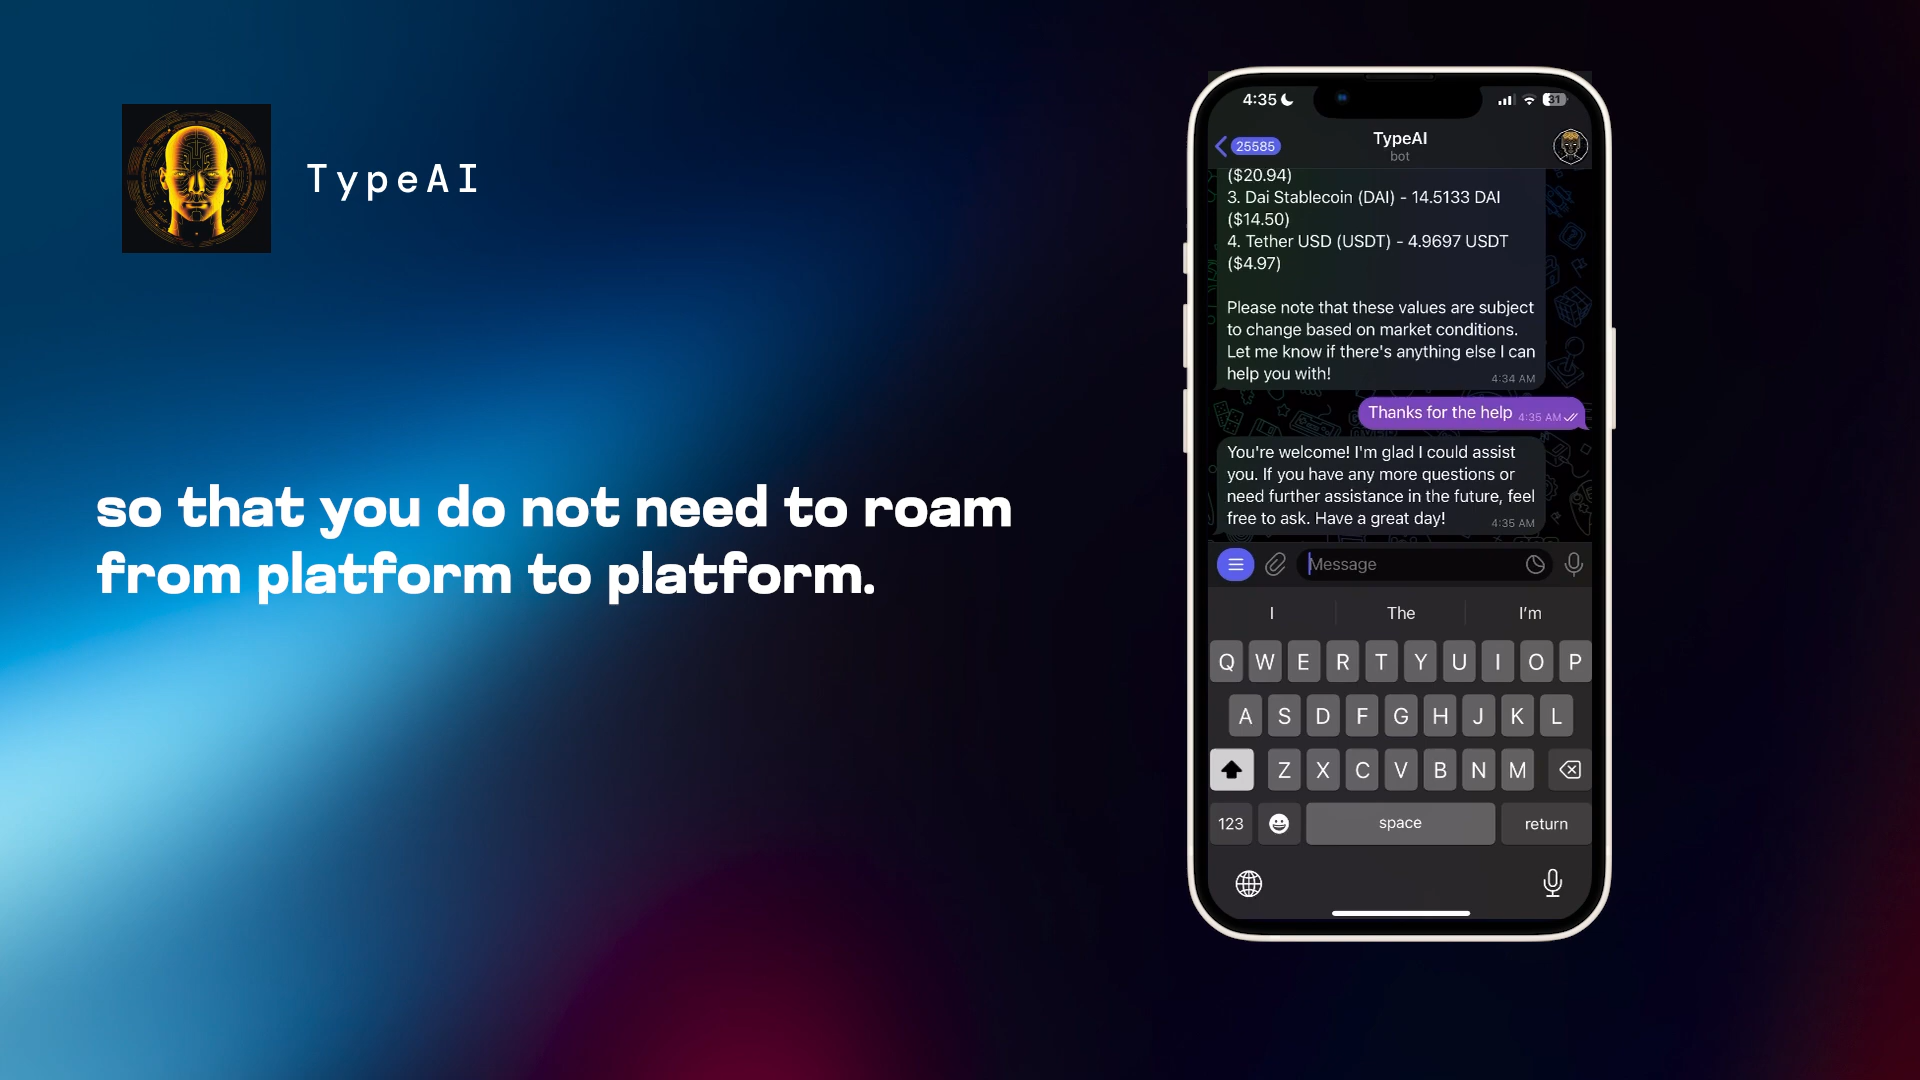 TypeAI
so that you do not need to roam
from platform to platform.
4:35
31
25585
TypeAI
bot
($20.94)
3. Dai Stablecoin (DAI) - 14.5133 DAI
($14.50)
4. Tether USD (USDT) - 4.9697 USDT
($4.97)
Please note that these values are subject
to change based on market conditions.
Let me know if there's anything else I can
help you with!
4:34 AM
Thanks for the help 4:35 AM
You're welcome! I'm glad I could assist
you. If you have any more questions or
need further assistance in the future, feel
free to ask. Have a great day!
4:35 AM
Message
I The I'm
Q W E R T Y U I O P
A S D F G H J K L
Z X C V B N M
123 space return